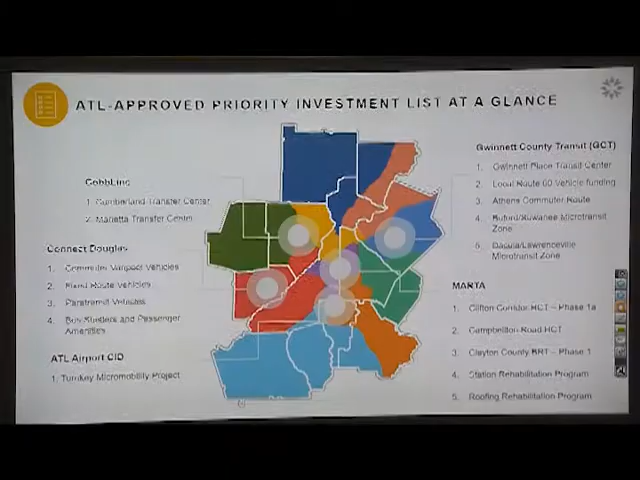 ATL-APPROVED PRIORITY INVESTMENT LIST AT A GLANCE
CobbLinc
1. Cumberland Transfer Center
2. Marietta Transfer Center
Connect Douglas
1. Commuter Vanpool Vehicles
2. Fixed Route Vehicles
3. Paratransit Vehicles
4. Bus Shelters and Passenger
Amenities
ATL Airport CID
1. Turnkey Micromobility Project
Gwinnett County Transit (GCT)
1. Gwinnett Place Transit Center
2. Local Route 60 Vehicle funding
3. Athens Commuter Route
4. Buford/Suwanee Microtransit
Zone
5. Dacula/Lawrenceville
Microtransit Zone
MARTA
1. Clifton Corridor HCT – Phase 1a
2. Campbellton Road HCT
3. Clayton County BRT – Phase 1
4. Station Rehabilitation Program
5. Roofing Rehabilitation Program